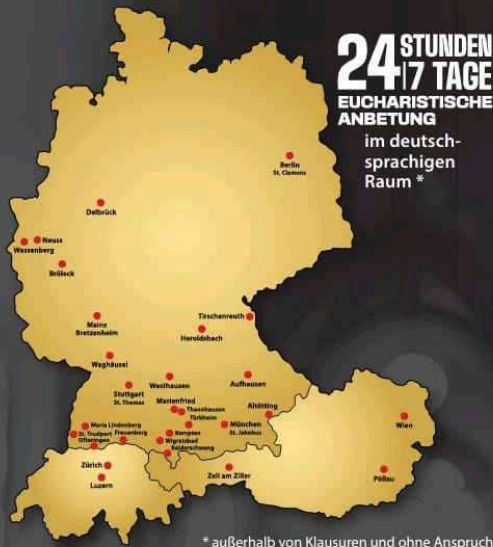 24 STUNDEN
7 TAGE
EUCHARISTISCHE
ANBETUNG
im deutsch-
sprachigen
Raum *
Berlin
St. Clemens
Delbrück
Neuss
Wassenberg
Bröleck
Mainz
Bretzenheim
Tirschenreuth
Heroldsbach
Waghäusel
Stuttgart
St. Thomas
Westhausen
Aufhausen
Marienfried
Thannhausen
Türkheim
Altötting
Maria Lindenberg
St. Trudpert
Ofteringen
Kempten
Wigratzbad
Balderschwang
München
St. Jakobus
Wien
Zürich
Luzern
Zell am Ziller
Pöllau
* außerhalb von Klausuren und ohne Anspruch